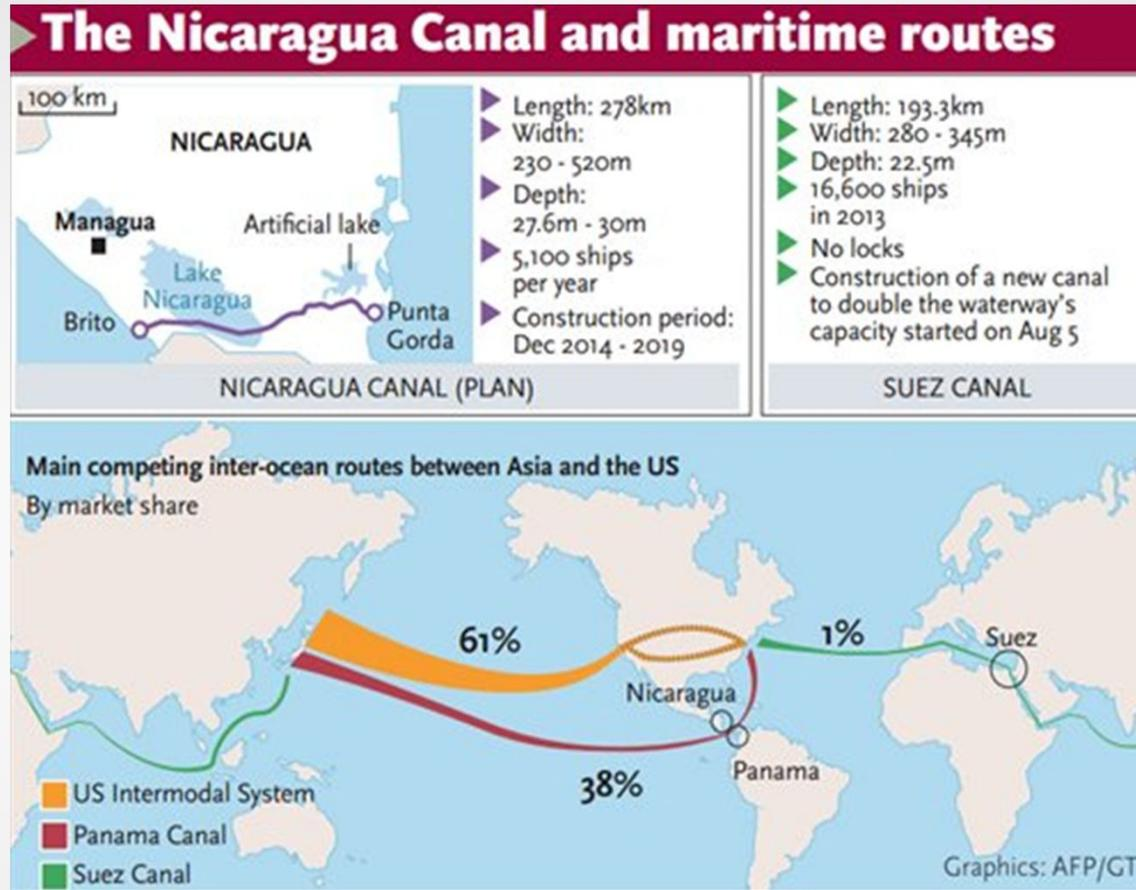 The Nicaragua Canal and maritime routes
100 km
NICARAGUA
Managua
Artificial lake
Lake
Nicaragua
Brito
Punta
Gorda
Length: 278km
Width:
230 - 520m
Depth:
27.6m - 30m
5,100 ships
per year
Construction period:
Dec 2014 - 2019
NICARAGUA CANAL (PLAN)
Length: 193.3km
Width: 280 - 345m
Depth: 22.5m
16,600 ships
in 2013
No locks
Construction of a new canal
to double the waterway's
capacity started on Aug 5
SUEZ CANAL
Main competing inter-ocean routes between Asia and the US
By market share
61%
1%
Suez
Nicaragua
38%
Panama
US Intermodal System
Panama Canal
Suez Canal
Graphics: AFP/GT